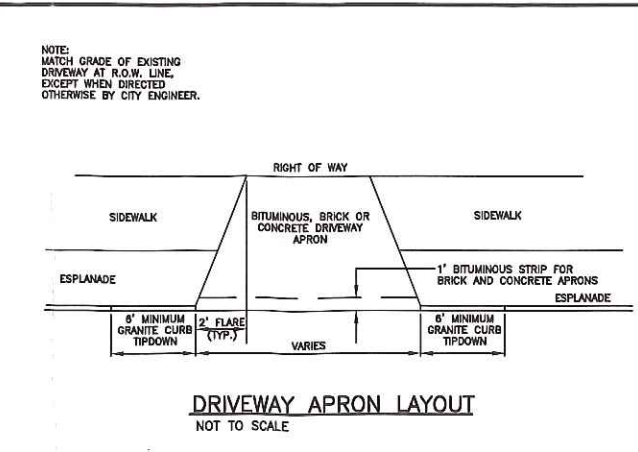 NOTE:
MATCH GRADE OF EXISTING
DRIVEWAY AT R.O.W. LINE,
EXCEPT WHEN DIRECTED
OTHERWISE BY CITY ENGINEER.
RIGHT OF WAY
SIDEWALK
BITUMINOUS, BRICK OR
CONCRETE DRIVEWAY
APRON
SIDEWALK
ESPLANADE
1' BITUMINOUS STRIP FOR
BRICK AND CONCRETE APRONS
ESPLANADE
6' MINIMUM
GRANITE CURB
TIPDOWN
2' FLARE
(TYP.)
VARIES
6' MINIMUM
GRANITE CURB
TIPDOWN
DRIVEWAY APRON LAYOUT
NOT TO SCALE